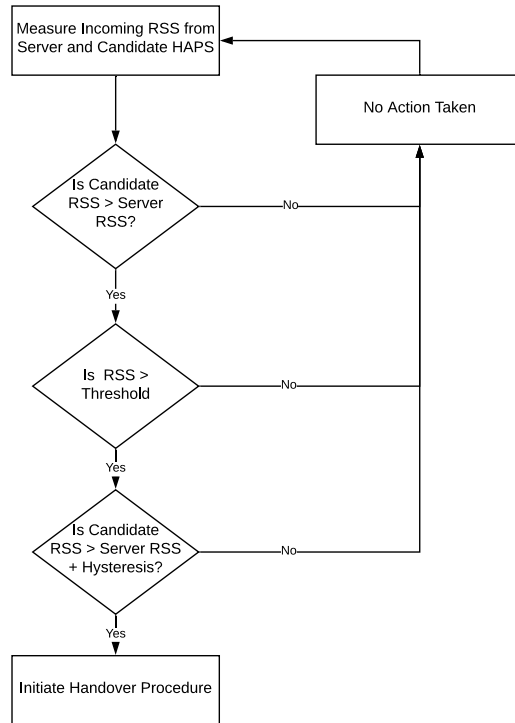 Measure Incoming RSS from
Server and Candidate HAPS
No Action Taken
Is Candidate
RSS > Server
RSS?
No
Yes
Is RSS >
Threshold
No
Yes
Is Candidate
RSS > Server RSS
+ Hysteresis?
No
Yes
Initiate Handover Procedure